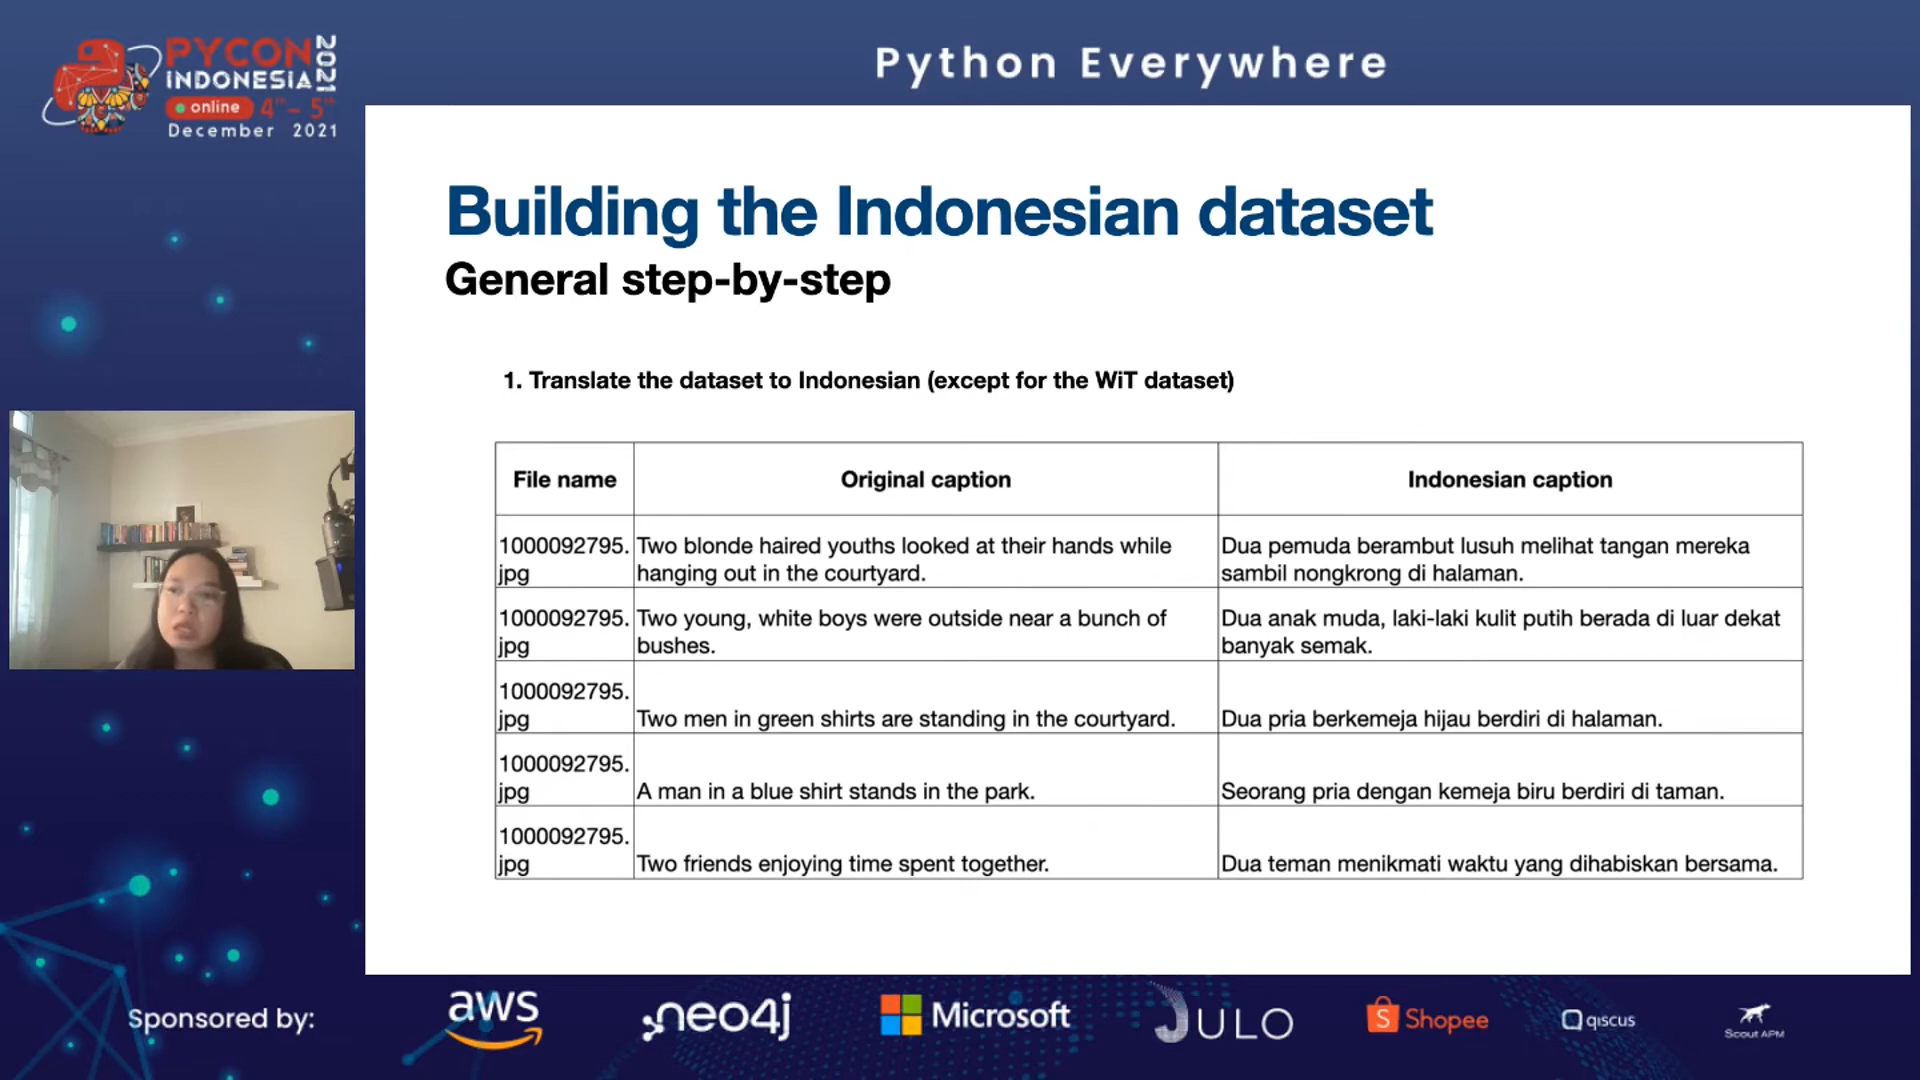 PYCON 2021
INDONESIA
online 4th - 5th
December 2021
Python Everywhere
Building the Indonesian dataset
General step-by-step
1. Translate the dataset to Indonesian (except for the WiT dataset)
File name Original caption Indonesian caption
1000092795.jpg Two blonde haired youths looked at their hands while hanging out in the courtyard. Dua pemuda berambut lusuh melihat tangan mereka sambil nongkrong di halaman.
1000092795.jpg Two young, white boys were outside near a bunch of bushes. Dua anak muda, laki-laki kulit putih berada di luar dekat banyak semak.
1000092795.jpg Two men in green shirts are standing in the courtyard. Dua pria berkemeja hijau berdiri di halaman.
1000092795.jpg A man in a blue shirt stands in the park. Seorang pria dengan kemeja biru berdiri di taman.
1000092795.jpg Two friends enjoying time spent together. Dua teman menikmati waktu yang dihabiskan bersama.
Sponsored by: aws neo4j Microsoft JULO Shopee qiscus Scout APM